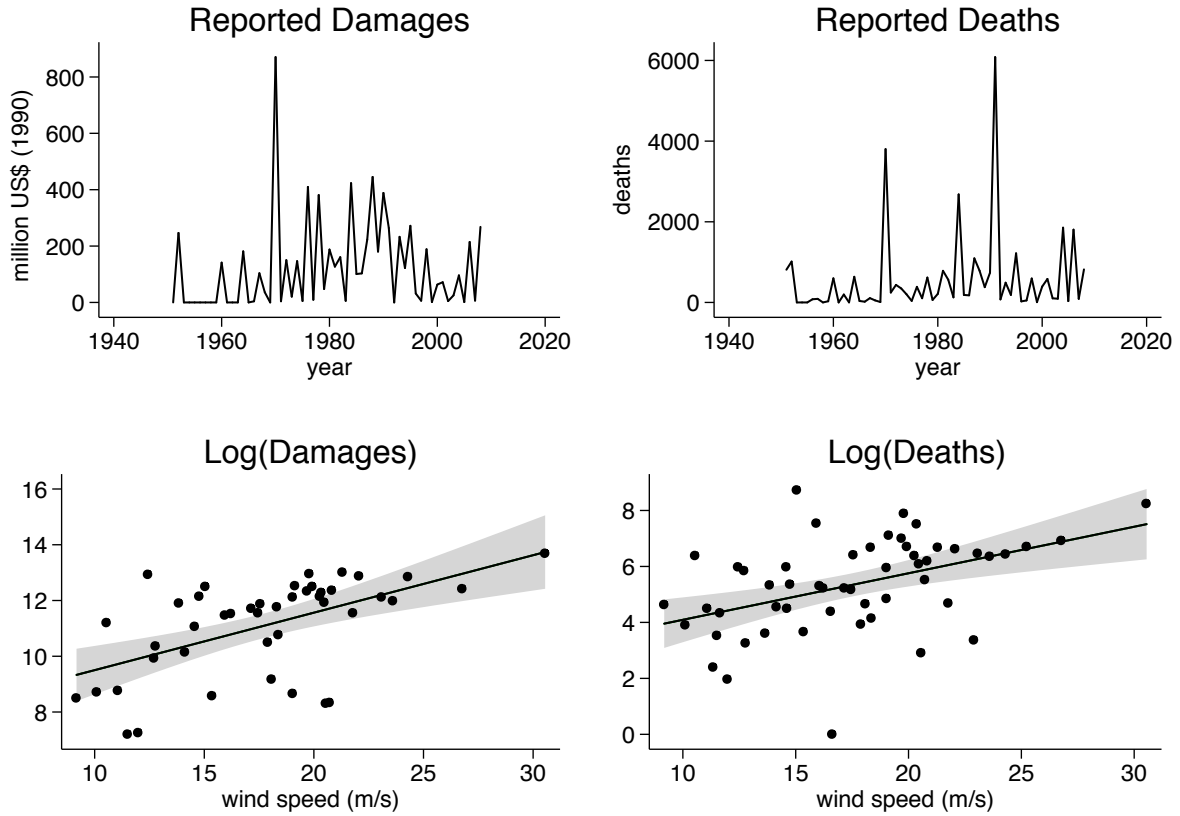 Reported Damages
million US$ (1990)
800
600
400
200
0
1940 1960 1980 2000 2020
year
Reported Deaths
deaths
6000
4000
2000
0
1940 1960 1980 2000 2020
year
Log(Damages)
16
14
12
10
8
10 15 20 25 30
wind speed (m/s)
Log(Deaths)
8
6
4
2
0
10 15 20 25 30
wind speed (m/s)